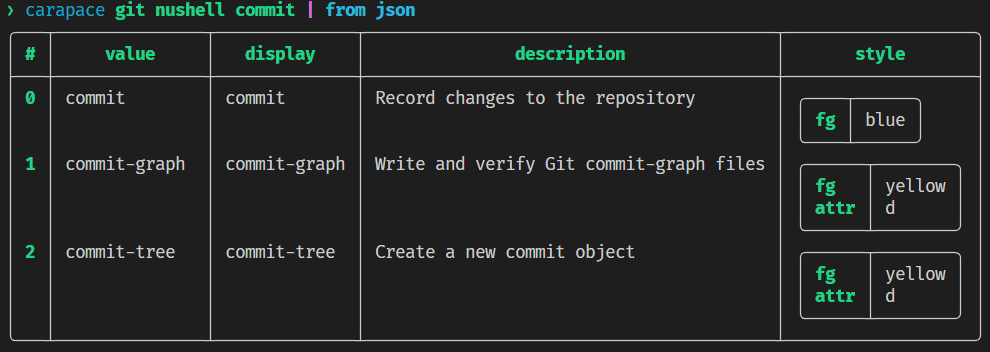 ❯ carapace git nushell commit | from json
# value display description style
0 commit commit Record changes to the repository
fg blue
1 commit-graph commit-graph Write and verify Git commit-graph files
fg yellow
attr d
2 commit-tree commit-tree Create a new commit object
fg yellow
attr d